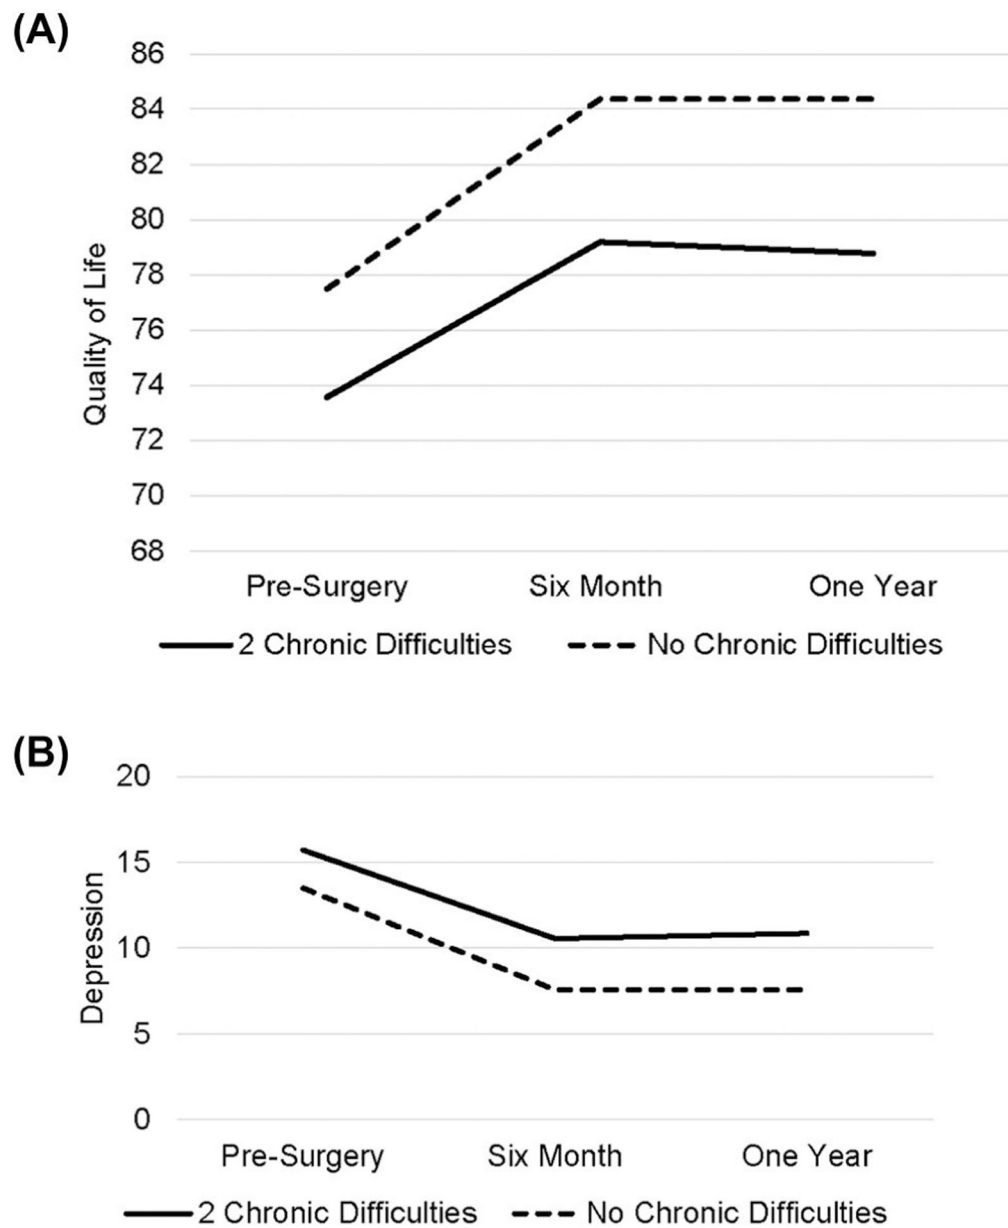 (A)
86
84
82
80
78
76
74
72
70
68
Quality of Life
Pre-Surgery Six Month One Year
2 Chronic Difficulties No Chronic Difficulties
(B)
20
15
10
5
0
Depression
Pre-Surgery Six Month One Year
2 Chronic Difficulties No Chronic Difficulties